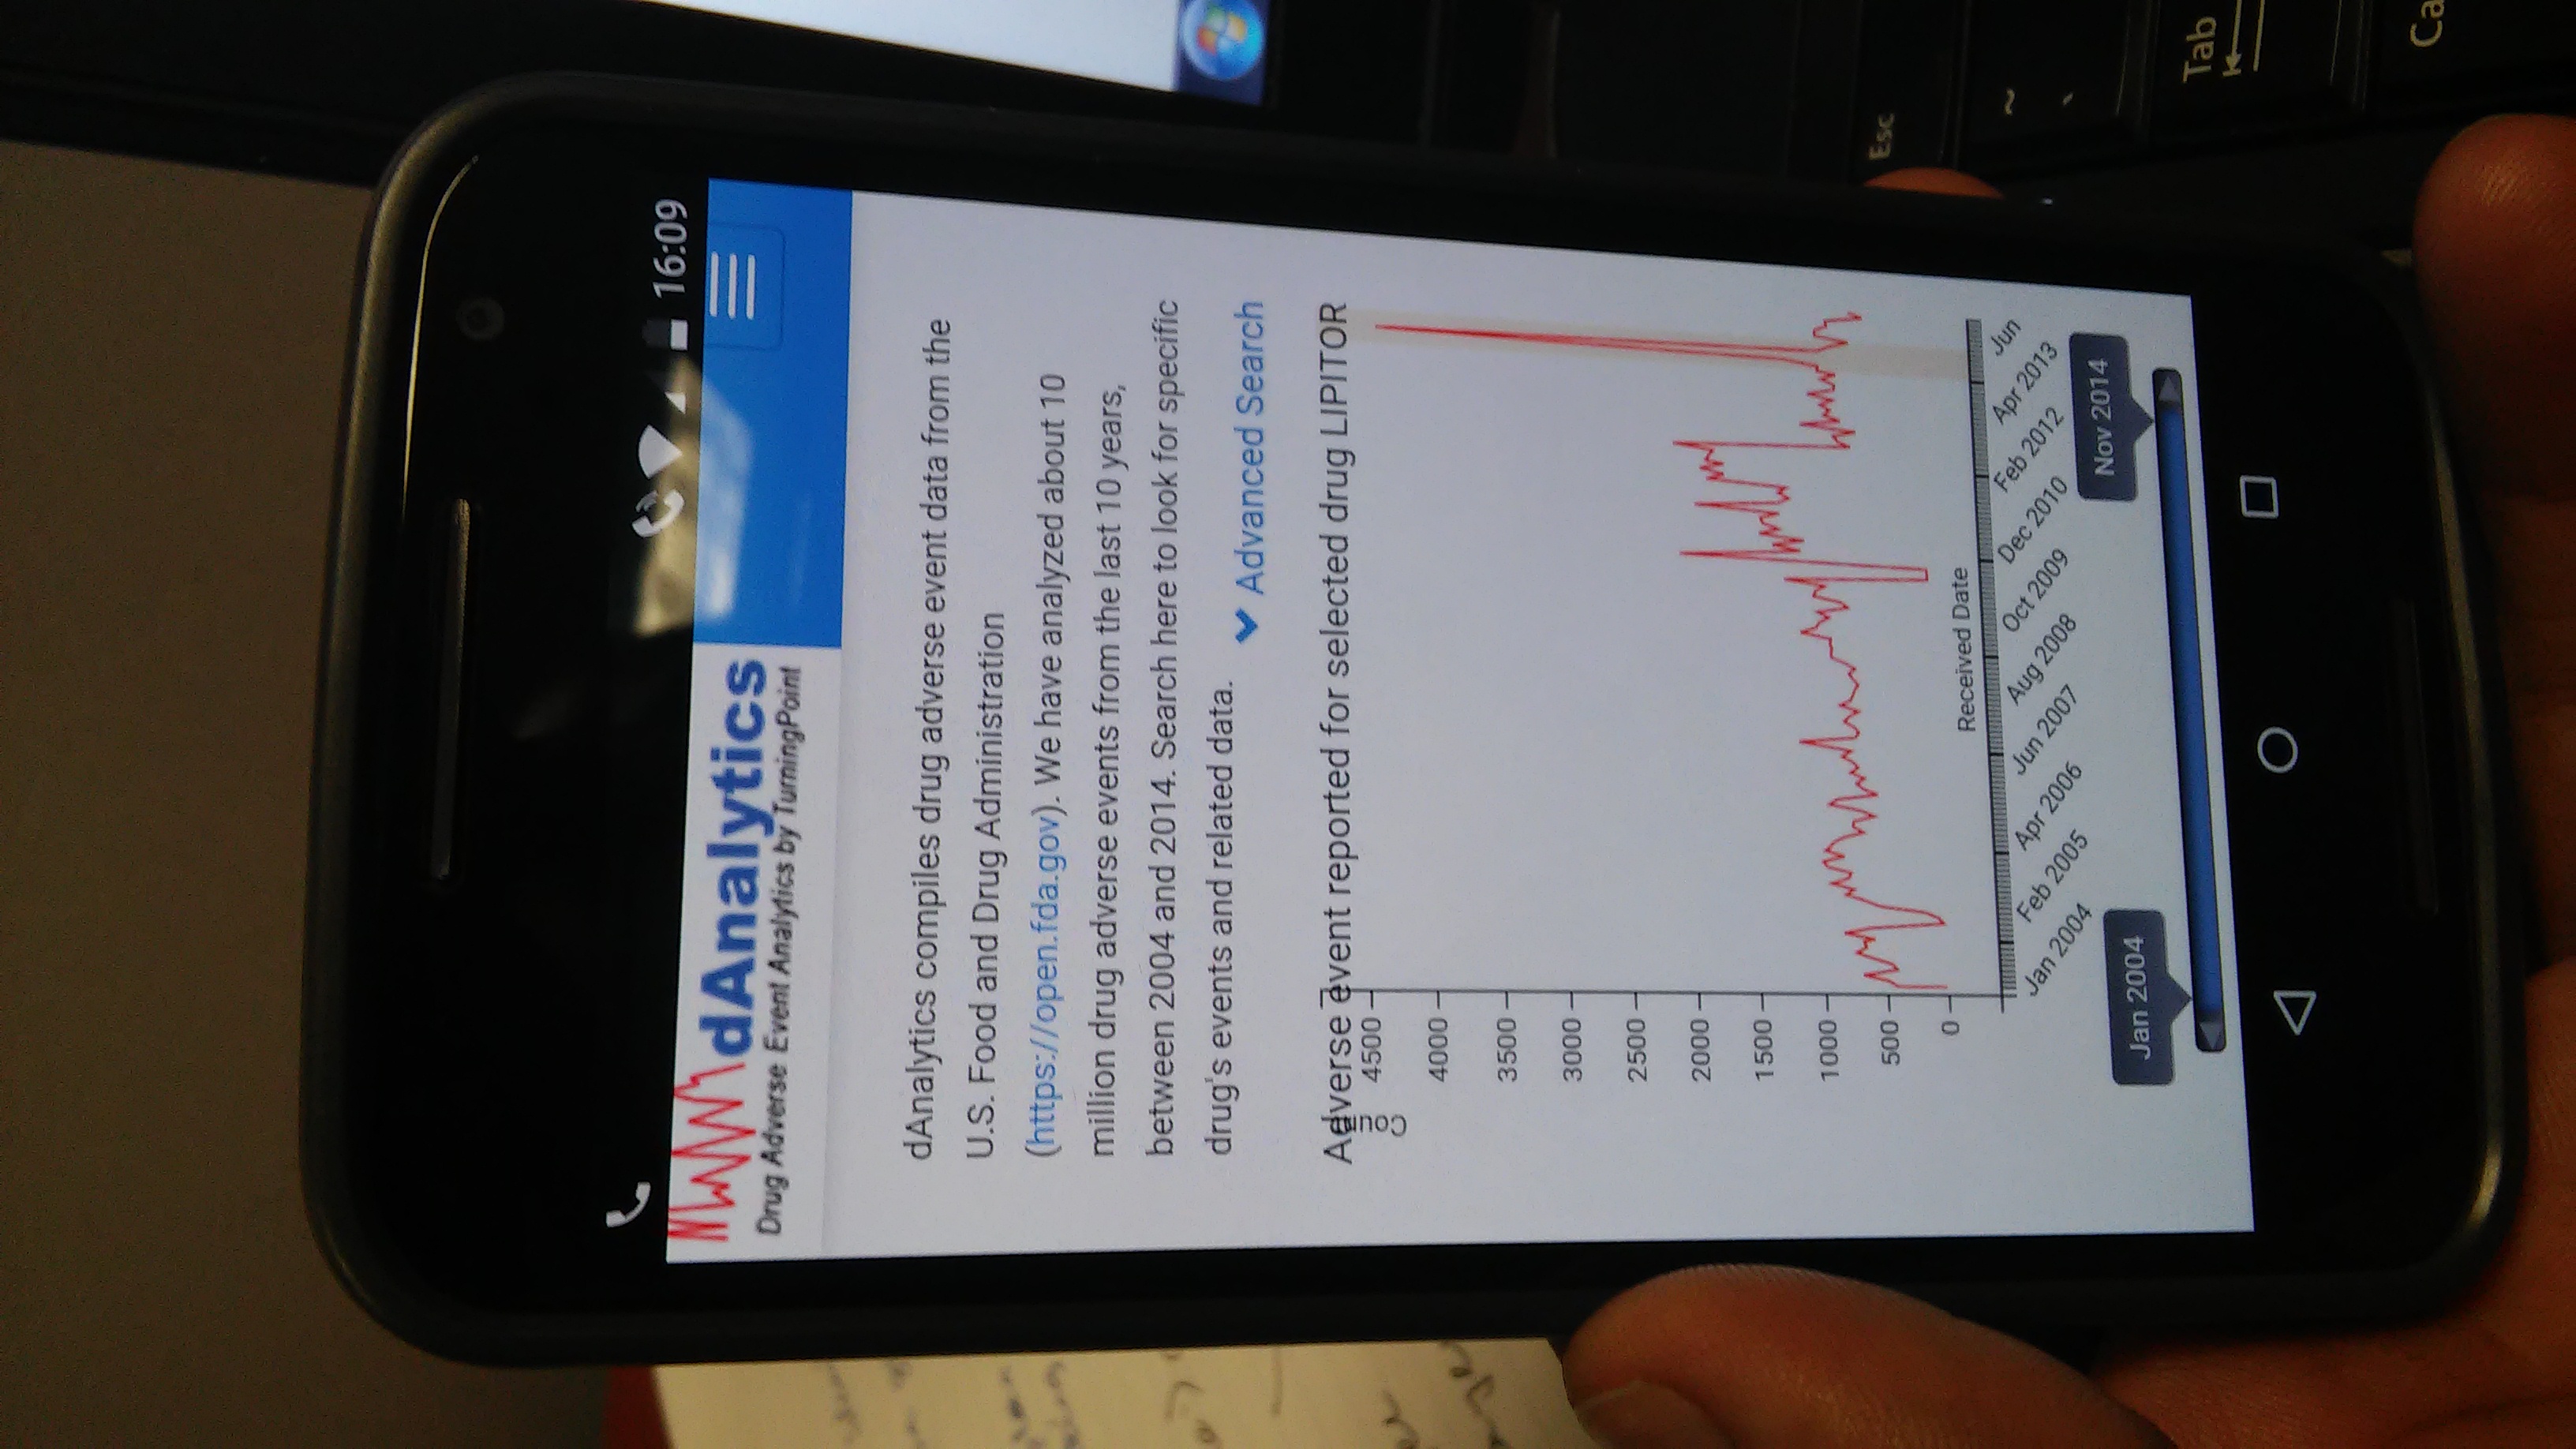 16:09
dAnalytics
Drug Adverse Event Analytics by TurningPoint
dAnalytics compiles drug adverse event data from the
U.S. Food and Drug Administration
(https://open.fda.gov). We have analyzed about 10
million drug adverse events from the last 10 years,
between 2004 and 2014. Search here to look for specific
drug's events and related data.
Advanced Search
Adverse event reported for selected drug LIPITOR
Count
4500
4000
3500
3000
2500
2000
1500
1000
500
0
Received Date
Jan 2004
Feb 2005
Apr 2006
Jun 2007
Aug 2008
Oct 2009
Dec 2010
Feb 2012
Apr 2013
Jun
Jan 2004
Nov 2014
Esc
~
`
Tab
Ca